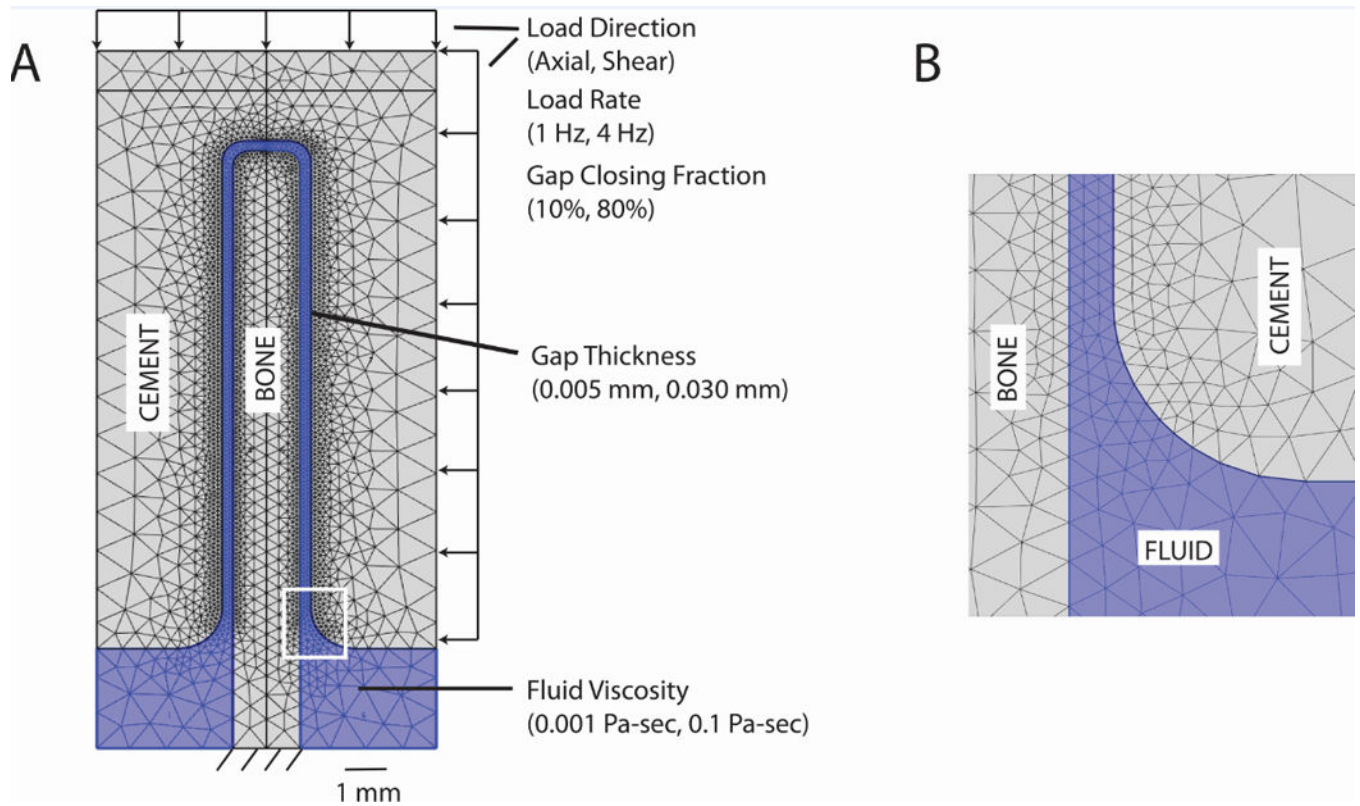 A
Load Direction
(Axial, Shear)
Load Rate
(1 Hz, 4 Hz)
Gap Closing Fraction
(10%, 80%)
CEMENT
BONE
Gap Thickness
(0.005 mm, 0.030 mm)
Fluid Viscosity
(0.001 Pa-sec, 0.1 Pa-sec)
1 mm
B
BONE
CEMENT
FLUID